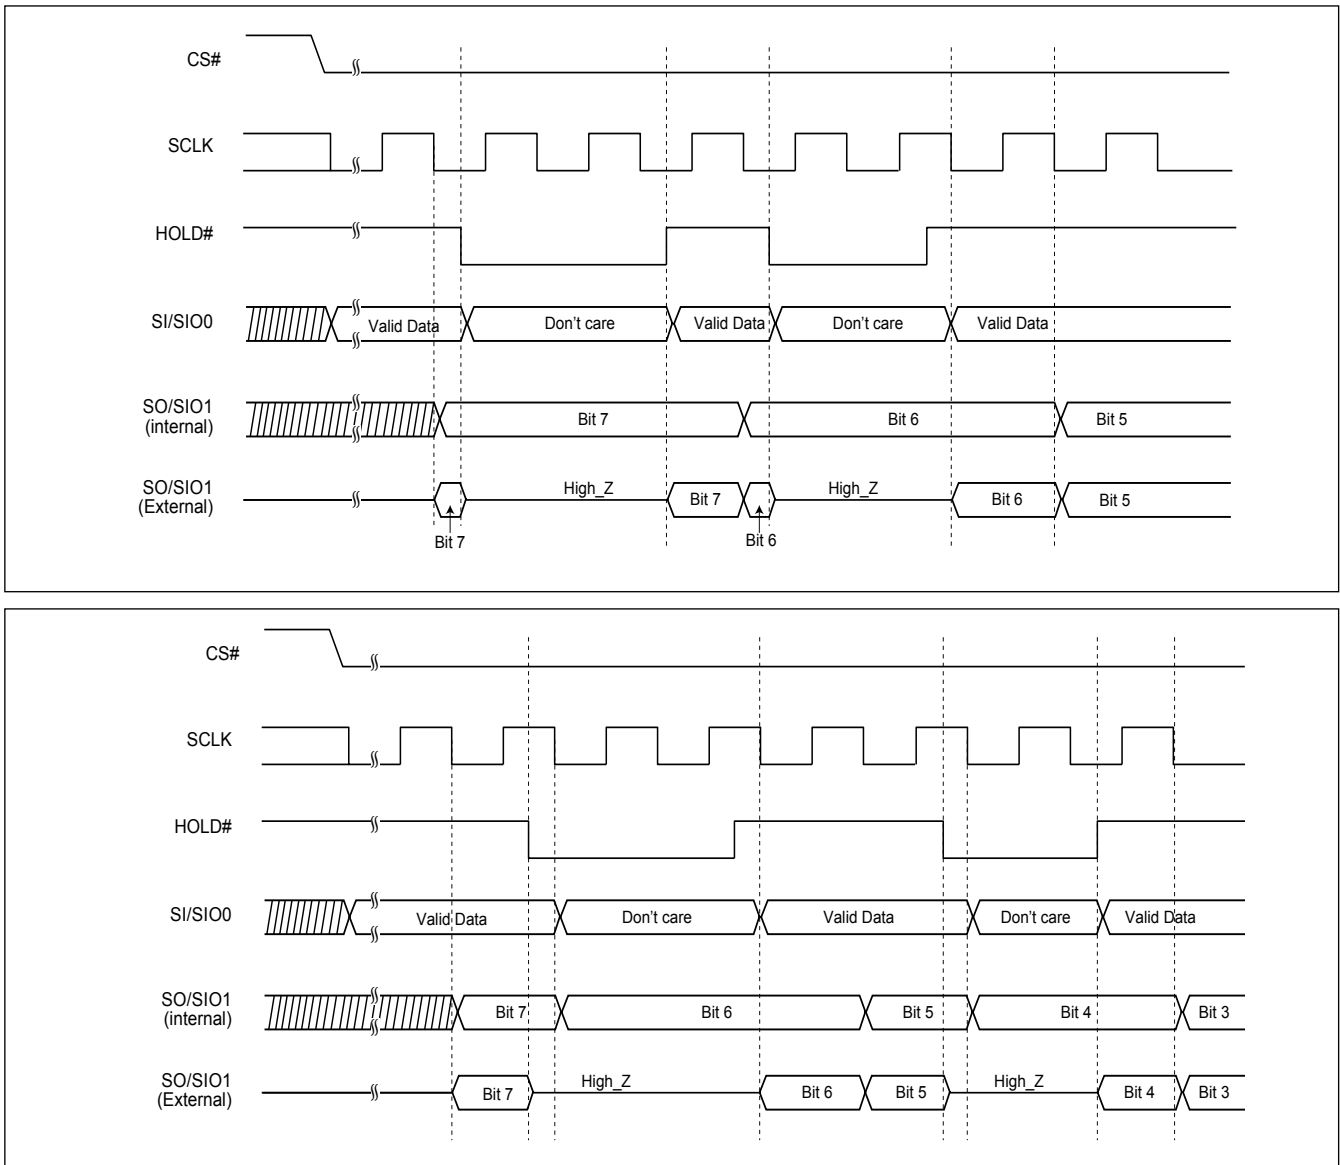 CS#
SCLK
HOLD#
SI/SIO0
Valid Data
Don't care
Valid Data
Don't care
Valid Data
SO/SIO1
(internal)
Bit 7
Bit 6
Bit 5
SO/SIO1
(External)
High_Z
Bit 7
High_Z
Bit 6
Bit 5
Bit 7
Bit 6
CS#
SCLK
HOLD#
SI/SIO0
Valid Data
Don't care
Valid Data
Don't care
Valid Data
SO/SIO1
(internal)
Bit 7
Bit 6
Bit 5
Bit 4
Bit 3
SO/SIO1
(External)
Bit 7
High_Z
Bit 6
Bit 5
High_Z
Bit 4
Bit 3